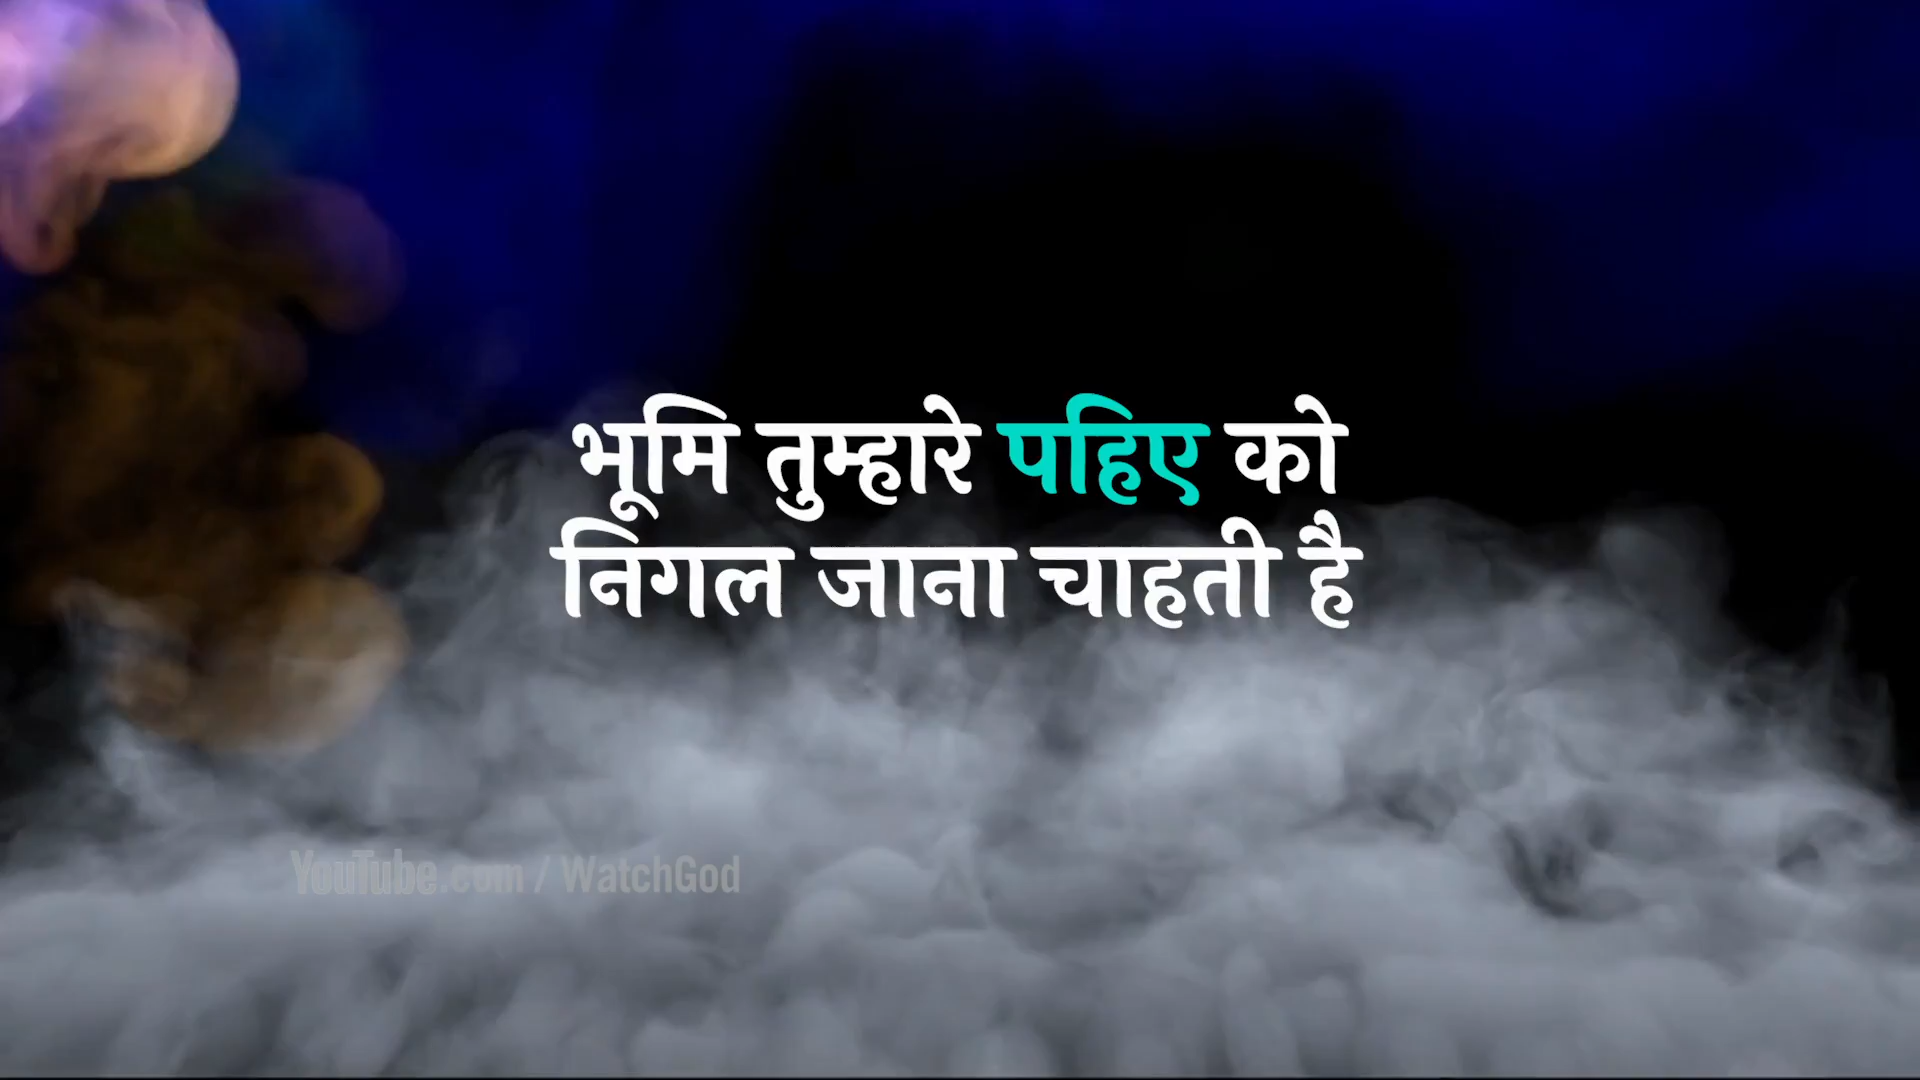 भूमि तुम्हारे पहिए को
निगल जाना चाहती है
YouTube.com / WatchGod